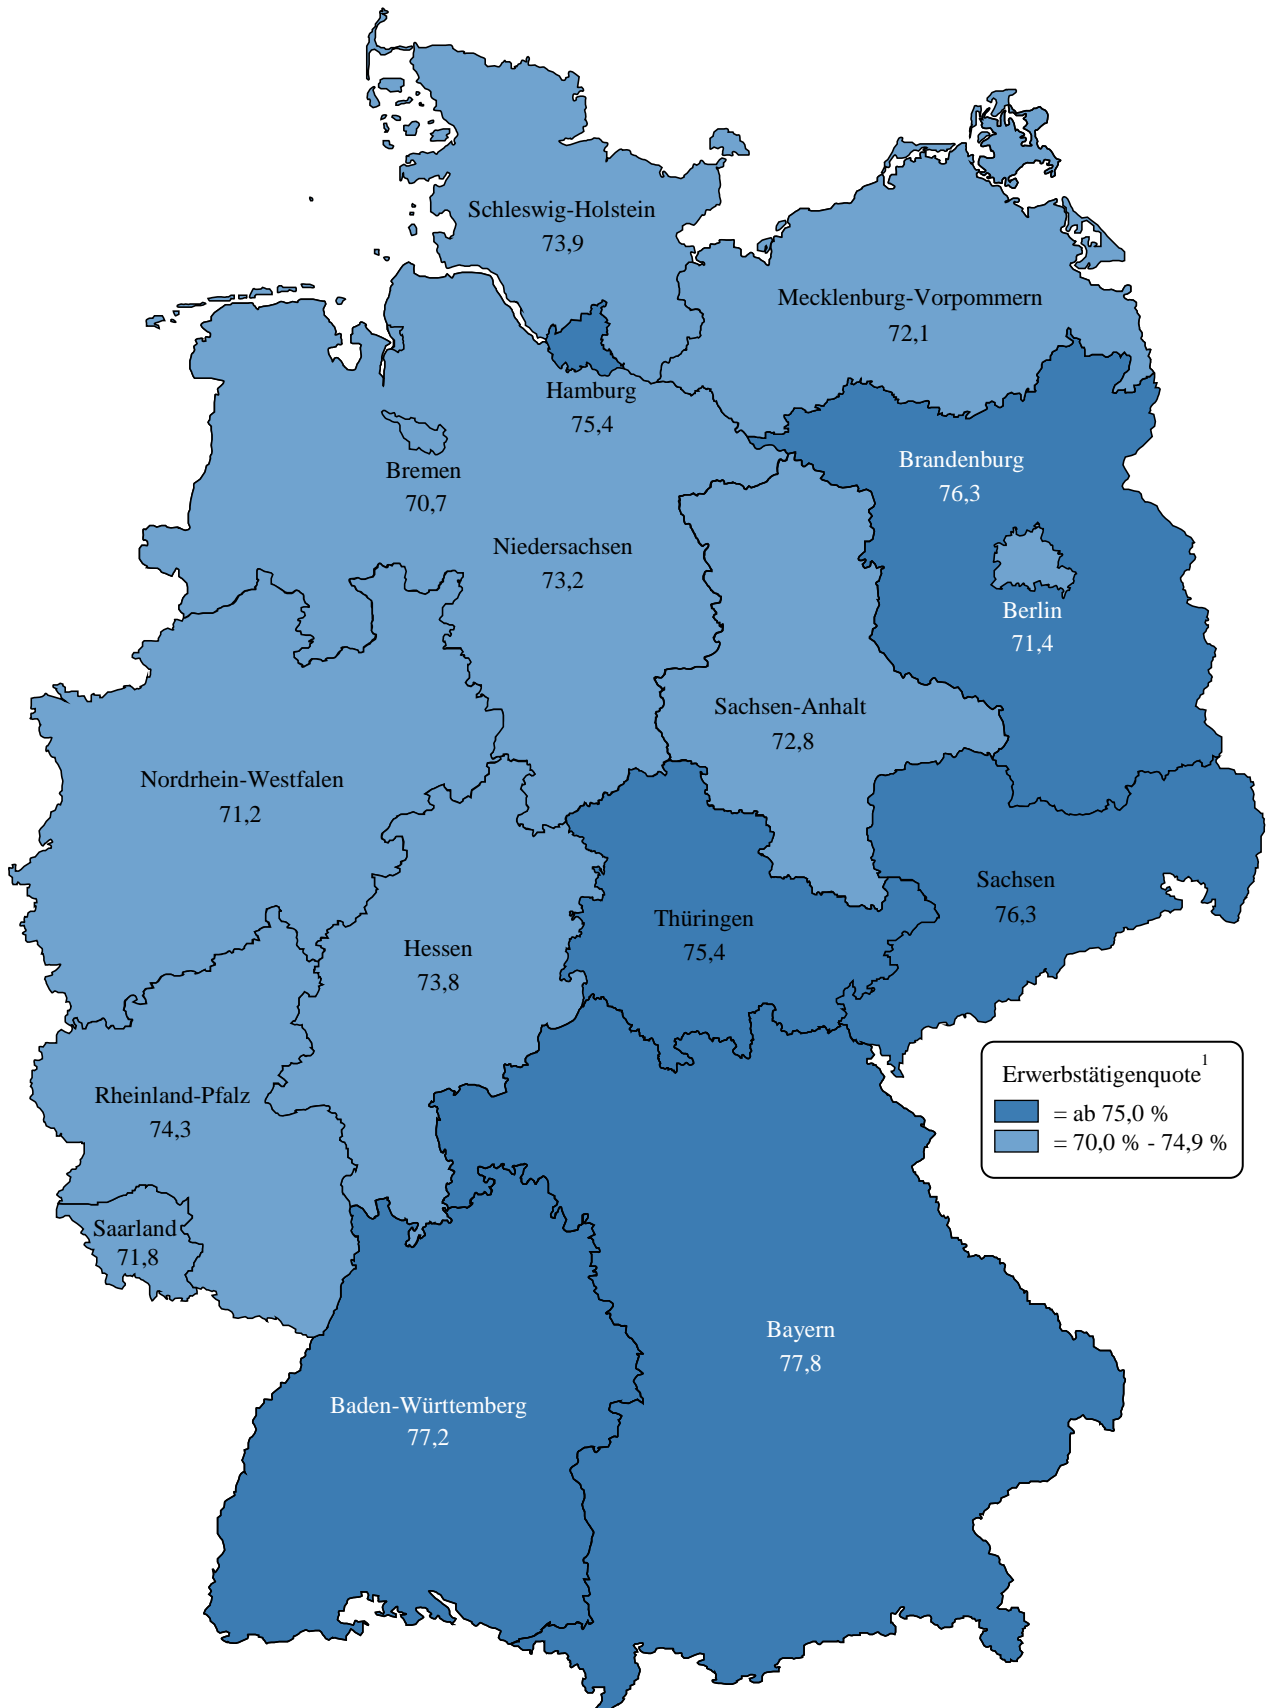 Schleswig-Holstein
73,9
Mecklenburg-Vorpommern
72,1
Hamburg
75,4
Bremen
70,7
Brandenburg
76,3
Niedersachsen
73,2
Berlin
71,4
Sachsen-Anhalt
72,8
Nordrhein-Westfalen
71,2
Sachsen
76,3
Thüringen
75,4
Hessen
73,8
Rheinland-Pfalz
74,3
Erwerbstätigenquote¹
= ab 75,0 %
= 70,0 % - 74,9 %
Saarland
71,8
Bayern
77,8
Baden-Württemberg
77,2